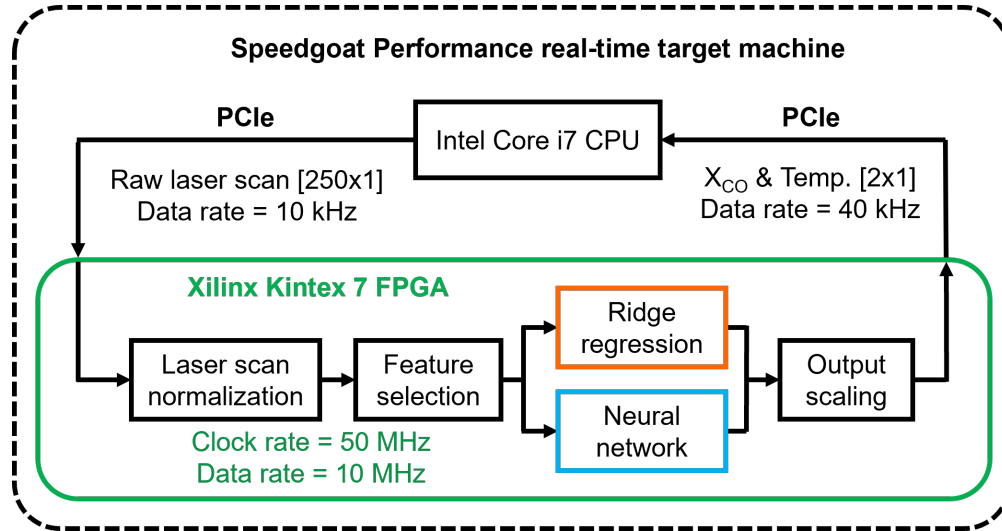 Speedgoat Performance real-time target machine
PCIe
Intel Core i7 CPU
PCIe
Raw laser scan [250x1]
Data rate = 10 kHz
X_CO & Temp. [2x1]
Data rate = 40 kHz
Xilinx Kintex 7 FPGA
Laser scan
normalization
Feature
selection
Ridge
regression
Neural
network
Output
scaling
Clock rate = 50 MHz
Data rate = 10 MHz